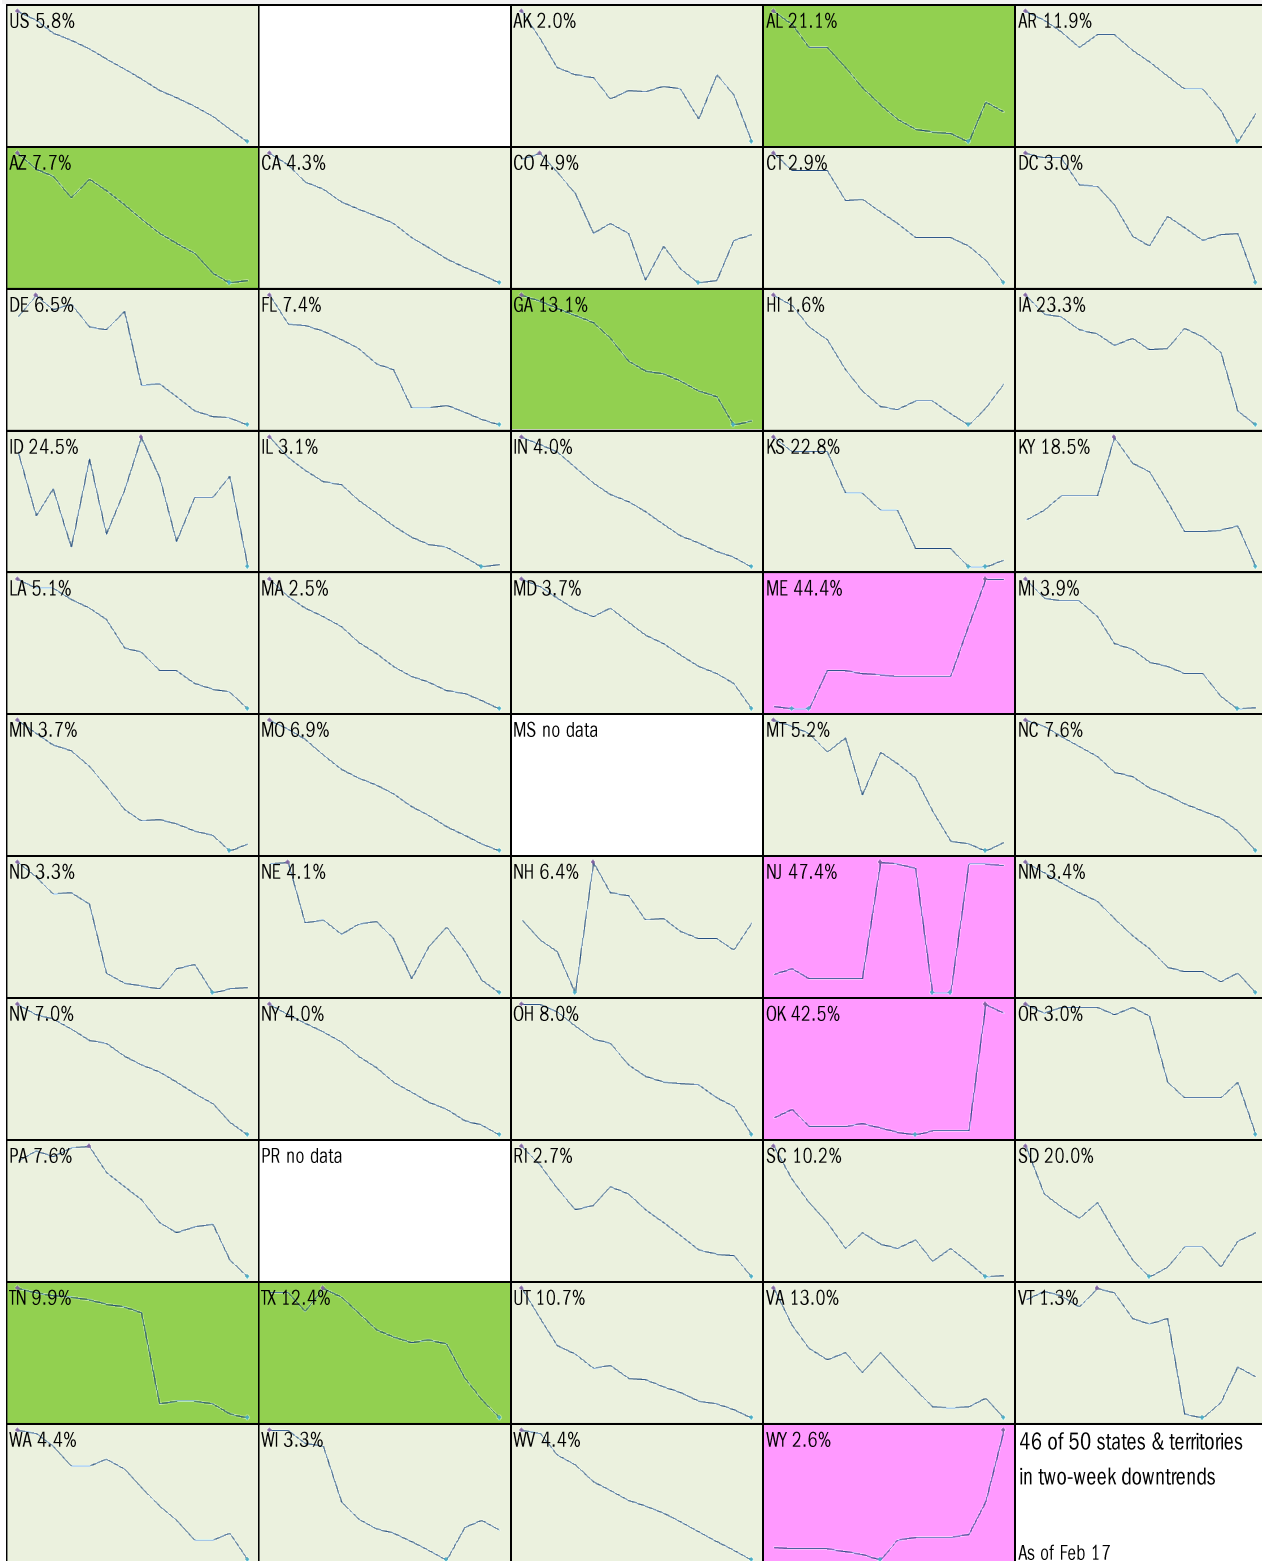 US 5.8%
AK 2.0%
AL 21.1%
AR 11.9%
AZ 7.7%
CA 4.3%
CO 4.9%
CT 2.9%
DC 3.0%
DE 6.5%
FL 7.4%
GA 13.1%
HI 1.6%
IA 23.3%
ID 24.5%
IL 3.1%
IN 4.0%
KS 22.8%
KY 18.5%
LA 5.1%
MA 2.5%
MD 3.7%
ME 44.4%
MI 3.9%
MN 3.7%
MO 6.9%
MS no data
MT 5.2%
NC 7.6%
ND 3.3%
NE 4.1%
NH 6.4%
NJ 47.4%
NM 3.4%
NV 7.0%
NY 4.0%
OH 8.0%
OK 42.5%
OR 3.0%
PA 7.6%
PR no data
RI 2.7%
SC 10.2%
SD 20.0%
TN 9.9%
TX 12.4%
UT 10.7%
VA 13.0%
VT 1.3%
WA 4.4%
WI 3.3%
WV 4.4%
WY 2.6%
46 of 50 states & territories
in two-week downtrends
As of Feb 17